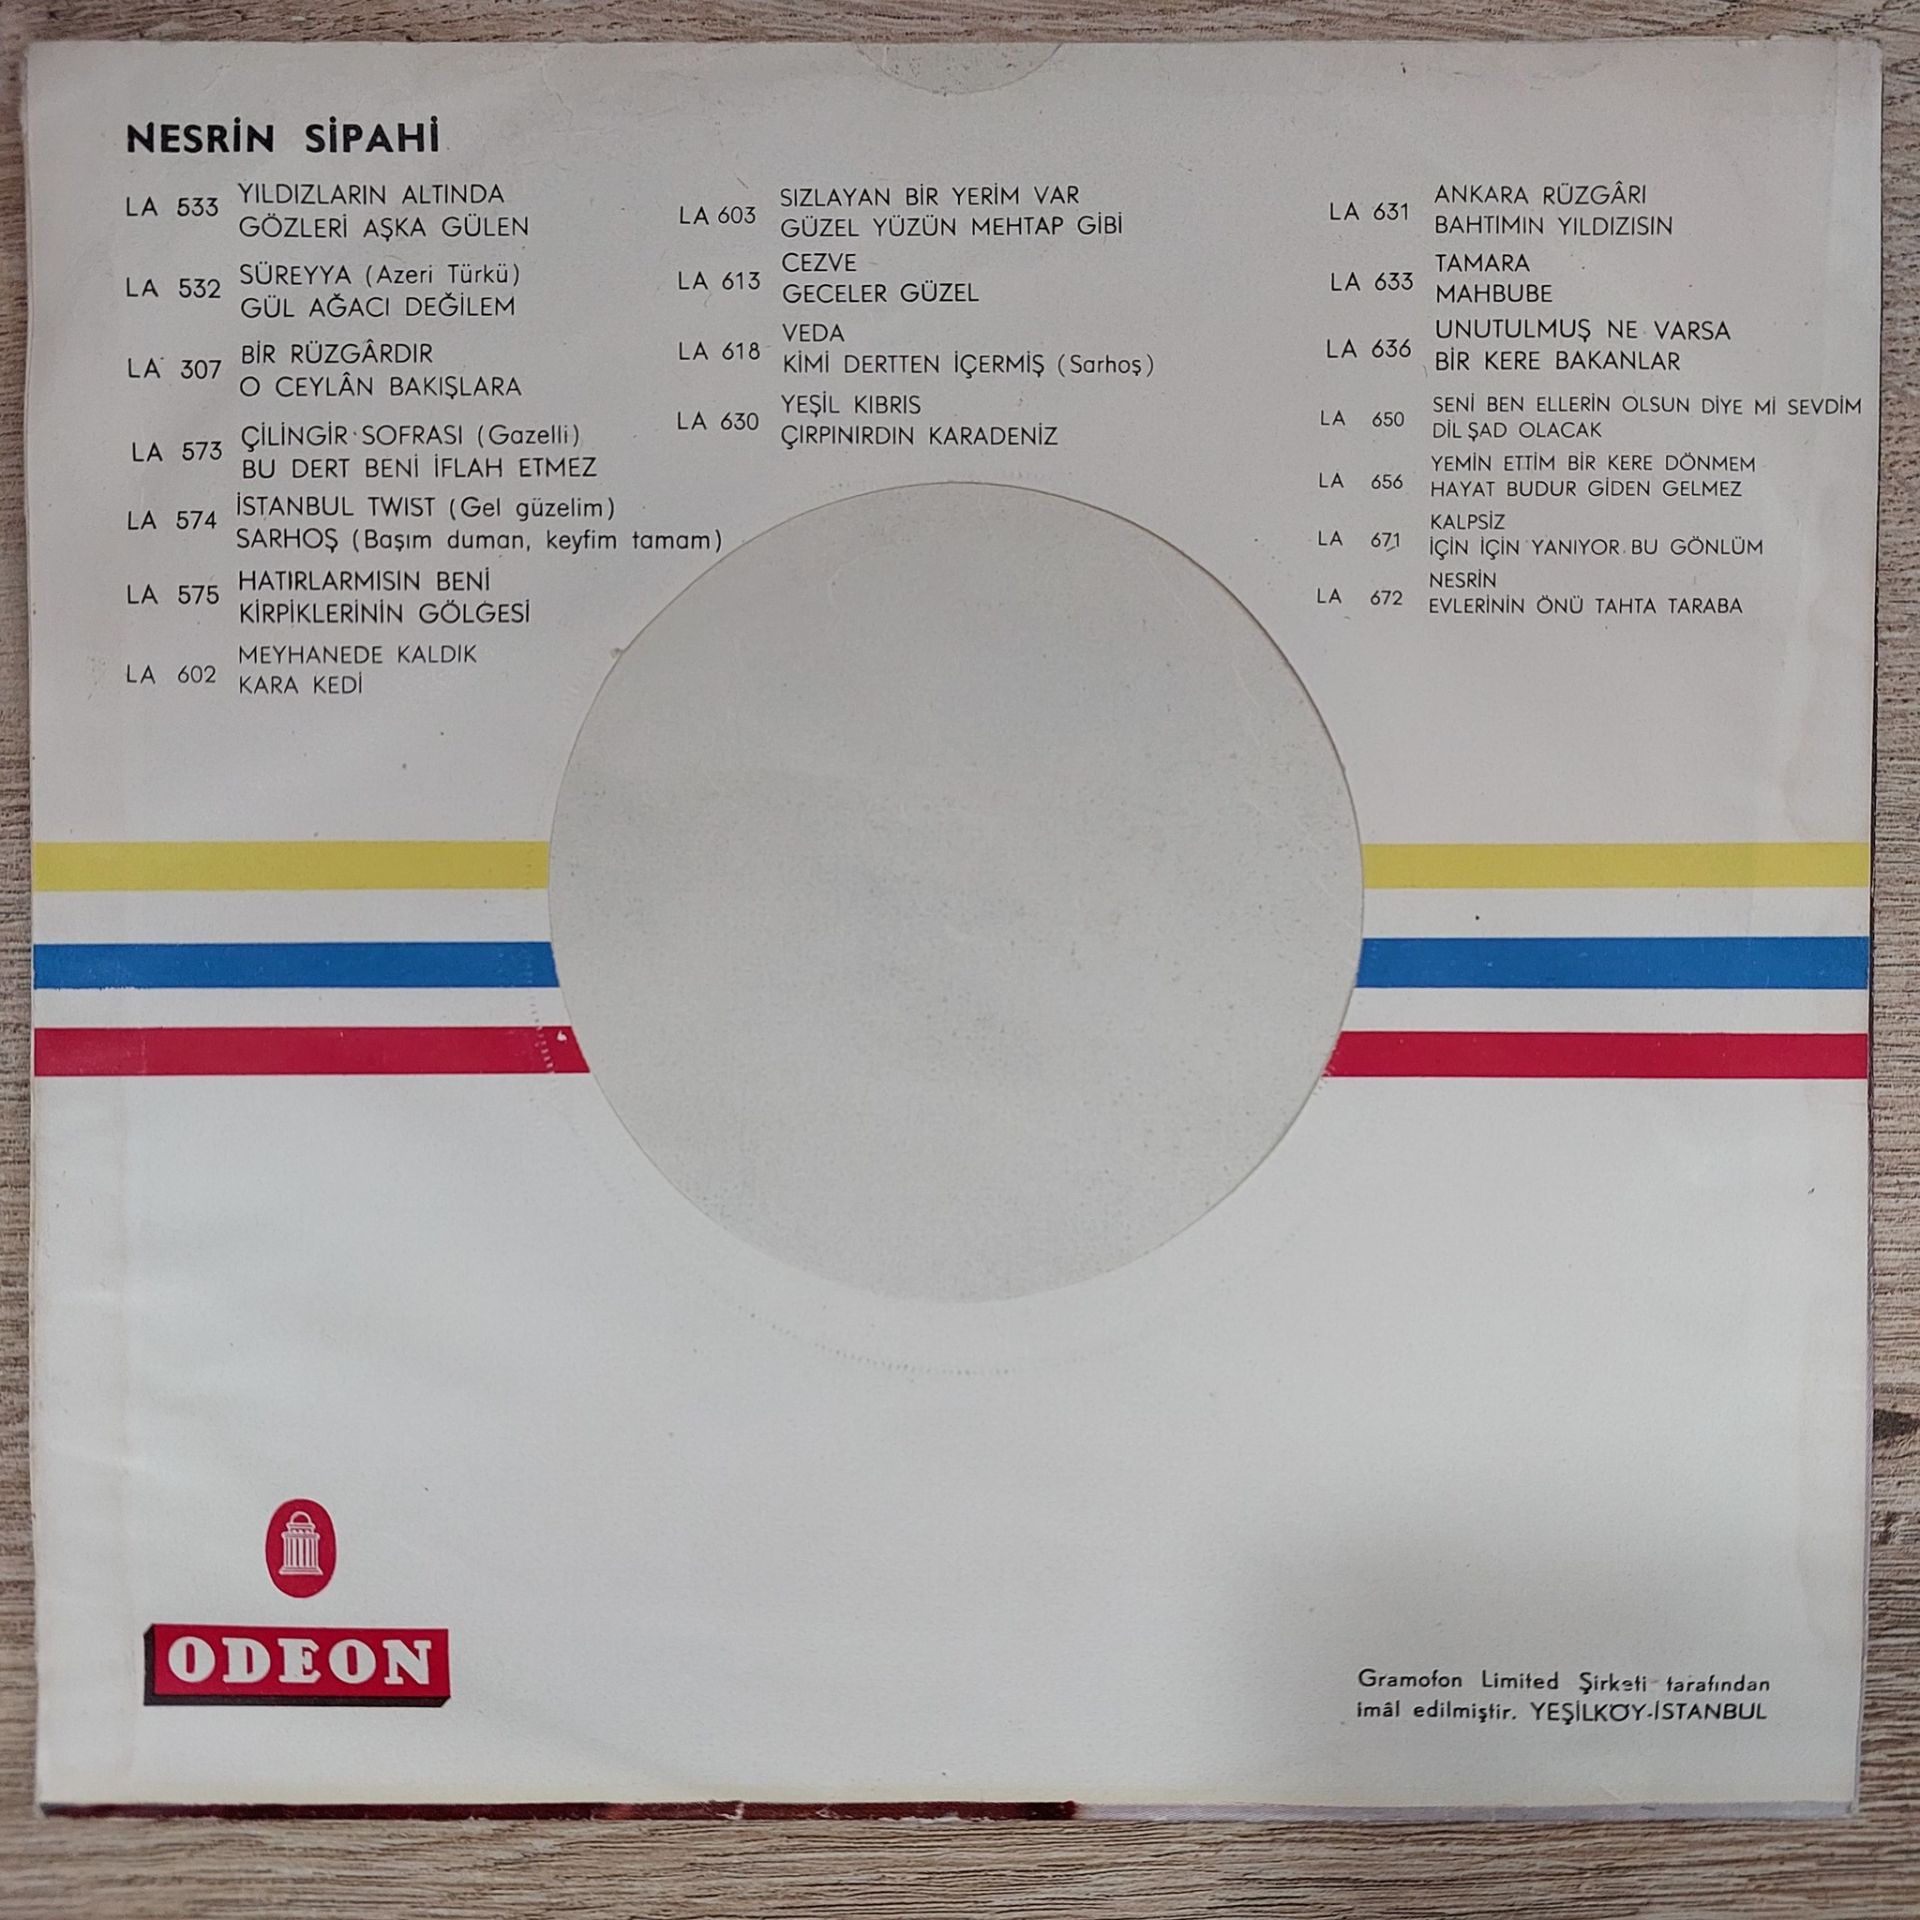 NESRİN SİPAHİ
LA 533 YILDIZLARIN ALTINDA
GÖZLERİ AŞKA GÜLEN
LA 532 SÜREYYA (Azeri Türkü)
GÜL AĞACI DEĞİLEM
LA 307 BİR RÜZGÂRDIR
O CEYLÂN BAKIŞLARA
LA 573 ÇİLİNGİR SOFRASI (Gazelli)
BU DERT BENİ İFLAH ETMEZ
LA 574 İSTANBUL TWIST (Gel güzelim)
SARHOŞ (Başım duman, keyfim tamam)
LA 575 HATIRLARMISIN BENİ
KİRPİKLERİNİN GÖLGESİ
LA 602 MEYHANEDE KALDIK
KARA KEDİ
LA 603 SIZLAYAN BİR YERİM VAR
GÜZEL YÜZÜN MEHTAP GİBİ
LA 613 CEZVE
GECELER GÜZEL
LA 618 VEDA
KİMİ DERTTEN İÇERMİŞ (Sarhoş)
LA 630 YEŞİL KIBRIS
ÇIRPINIRDIN KARADENİZ
LA 631 ANKARA RÜZGÂRI
BAHTIMIN YILDIZISIN
LA 633 TAMARA
MAHBUBE
LA 636 UNUTULMUŞ NE VARSA
BİR KERE BAKANLAR
LA 650 SENİ BEN ELLERİN OLSUN DİYE Mİ SEVDİM
DİL ŞAD OLACAK
LA 656 YEMİN ETTİM BİR KERE DÖNMEM
HAYAT BUDUR GİDEN GELMEZ
LA 671 KALPSİZ
İÇİN İÇİN YANIYOR BU GÖNLÜM
LA 672 NESRİN
EVLERİNİN ÖNÜ TAHTA TARABA
ODEON
Gramofon Limited Şirketi tarafından
imâl edilmiştir. YEŞİLKÖY-İSTANBUL